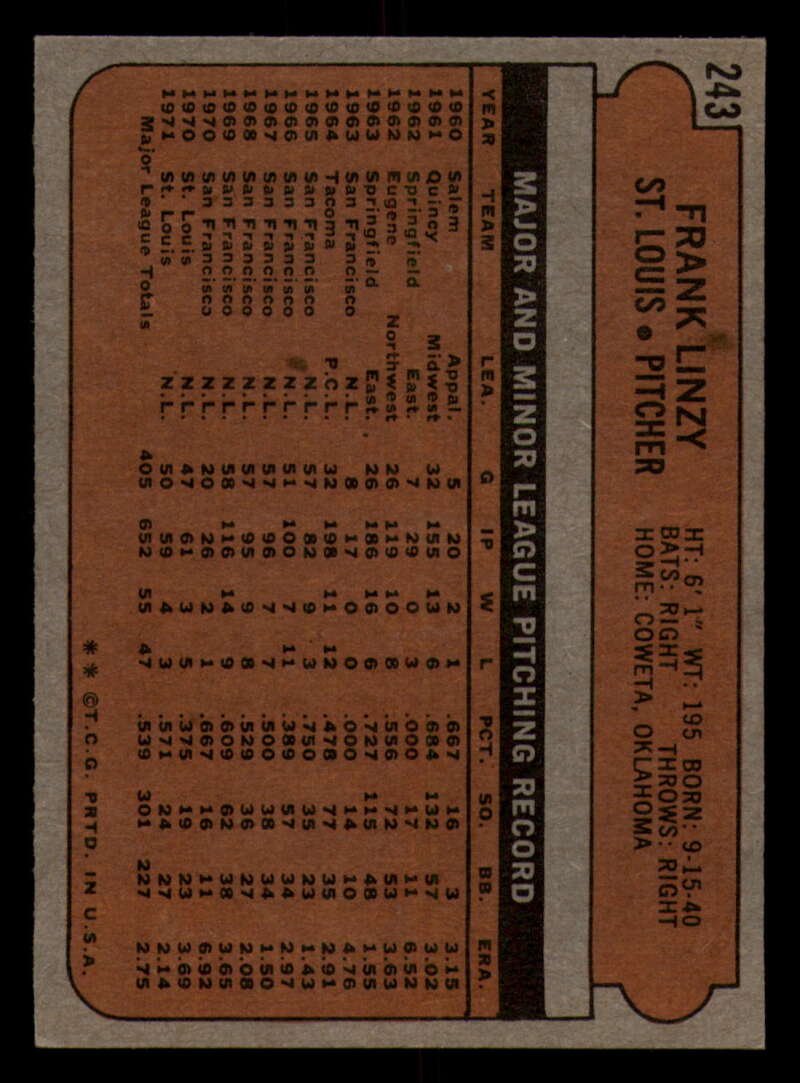 243
FRANK LINZY
ST. LOUIS • PITCHER
HT: 6' 1" WT: 195 BORN: 9-15-40
BATS: RIGHT THROWS: RIGHT
HOME: COWETA, OKLAHOMA
MAJOR AND MINOR LEAGUE PITCHING RECORD
YEAR TEAM LEA. G IP W L PCT. SO. BB. ERA.
1960 Salem Appal. 5 20 2 1 .667 16 3 3.15
1961 Quincy Midwest 32 155 13 6 .684 132 57 3.02
1962 Springfield East. 7 29 0 3 .000 17 11 6.52
1962 Eugene Northwest 26 119 10 8 .556 72 53 3.63
1963 Springfield East. 26 186 16 6 .727 115 48 1.55
1963 San Francisco N.L. 8 17 0 0 .000 14 10 4.76
1964 Tacoma P.C.L. 32 198 11 12 .478 77 35 2.91
1965 San Francisco N.L. 57 82 9 3 .750 35 23 1.43
1966 San Francisco N.L. 51 100 7 11 .389 57 34 2.97
1967 San Francisco N.L. 57 96 7 7 .500 38 34 1.50
1968 San Francisco N.L. 57 95 9 8 .529 36 27 2.08
1969 San Francisco N.L. 58 116 14 9 .609 62 38 3.65
1970 San Francisco N.L. 20 26 2 1 .667 16 11 6.92
1970 St. Louis N.L. 47 61 3 5 .375 19 23 3.69
1971 St. Louis N.L. 50 59 4 3 .571 24 27 2.14
Major League Totals 405 652 55 47 .539 301 227 2.75
** ©T.C.G. PRTD. IN U.S.A.